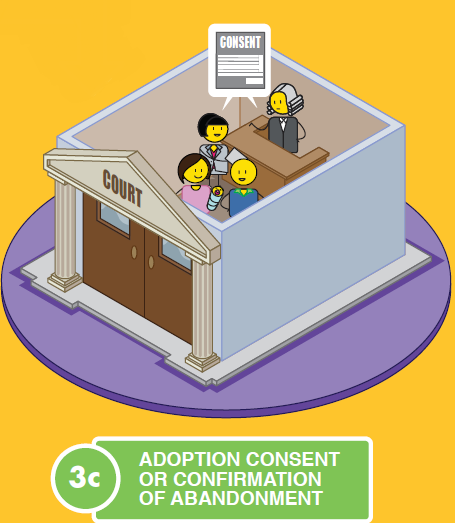 CONSENT
COURT
3c
ADOPTION CONSENT
OR CONFIRMATION
OF ABANDONMENT